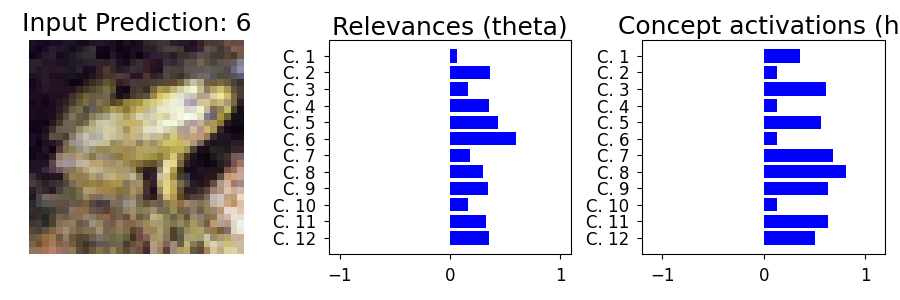 Input Prediction: 6
Relevances (theta)
C. 1
C. 2
C. 3
C. 4
C. 5
C. 6
C. 7
C. 8
C. 9
C. 10
C. 11
C. 12
−1 0 1
Concept activations (h
C. 1
C. 2
C. 3
C. 4
C. 5
C. 6
C. 7
C. 8
C. 9
C. 10
C. 11
C. 12
−1 0 1